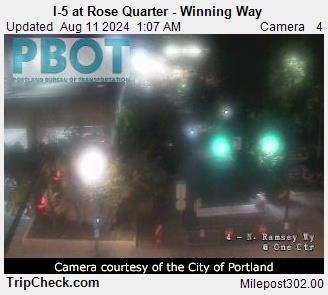 I-5 at Rose Quarter - Winning Way
Updated Aug 11 2024 1:07 AM Camera 4
PBOT
PORTLAND BUREAU OF TRANSPORTATION
4 - N. Ramsey Wy
@ One Ctr
Camera courtesy of the City of Portland
TripCheck.com Milepost302.00